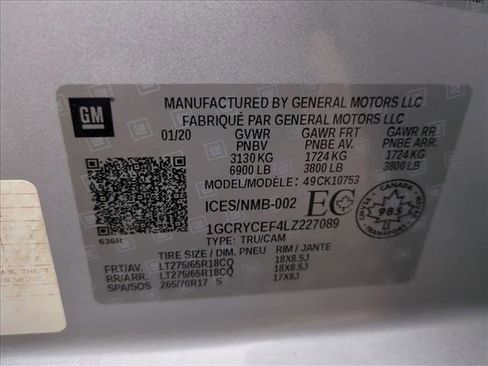 GM
MANUFACTURED BY GENERAL MOTORS LLC
FABRIQUÉ PAR GENERAL MOTORS LLC
01/20 GVWR GAWR FRT GAWR RR
PNBV PNBE AV. PNBE ARR.
3130 KG 1724 KG 1724 KG
6900 LB 3800 LB 3800 LB
MODEL/MODÈLE: 49CK10753
ICES/NMB-002 EC
CANADA
985
TRANSPORT
1GCRYCEF4LZ227089
636R
TYPE: TRU/CAM
TIRE SIZE / DIM. PNEU RIM / JANTE
FRT/AV. LT275/65R18CQ 18X8.5J
RR/ARR. LT275/65R18CQ 18X8.5J
SPA/SOS 265/70R17 S 17X8J